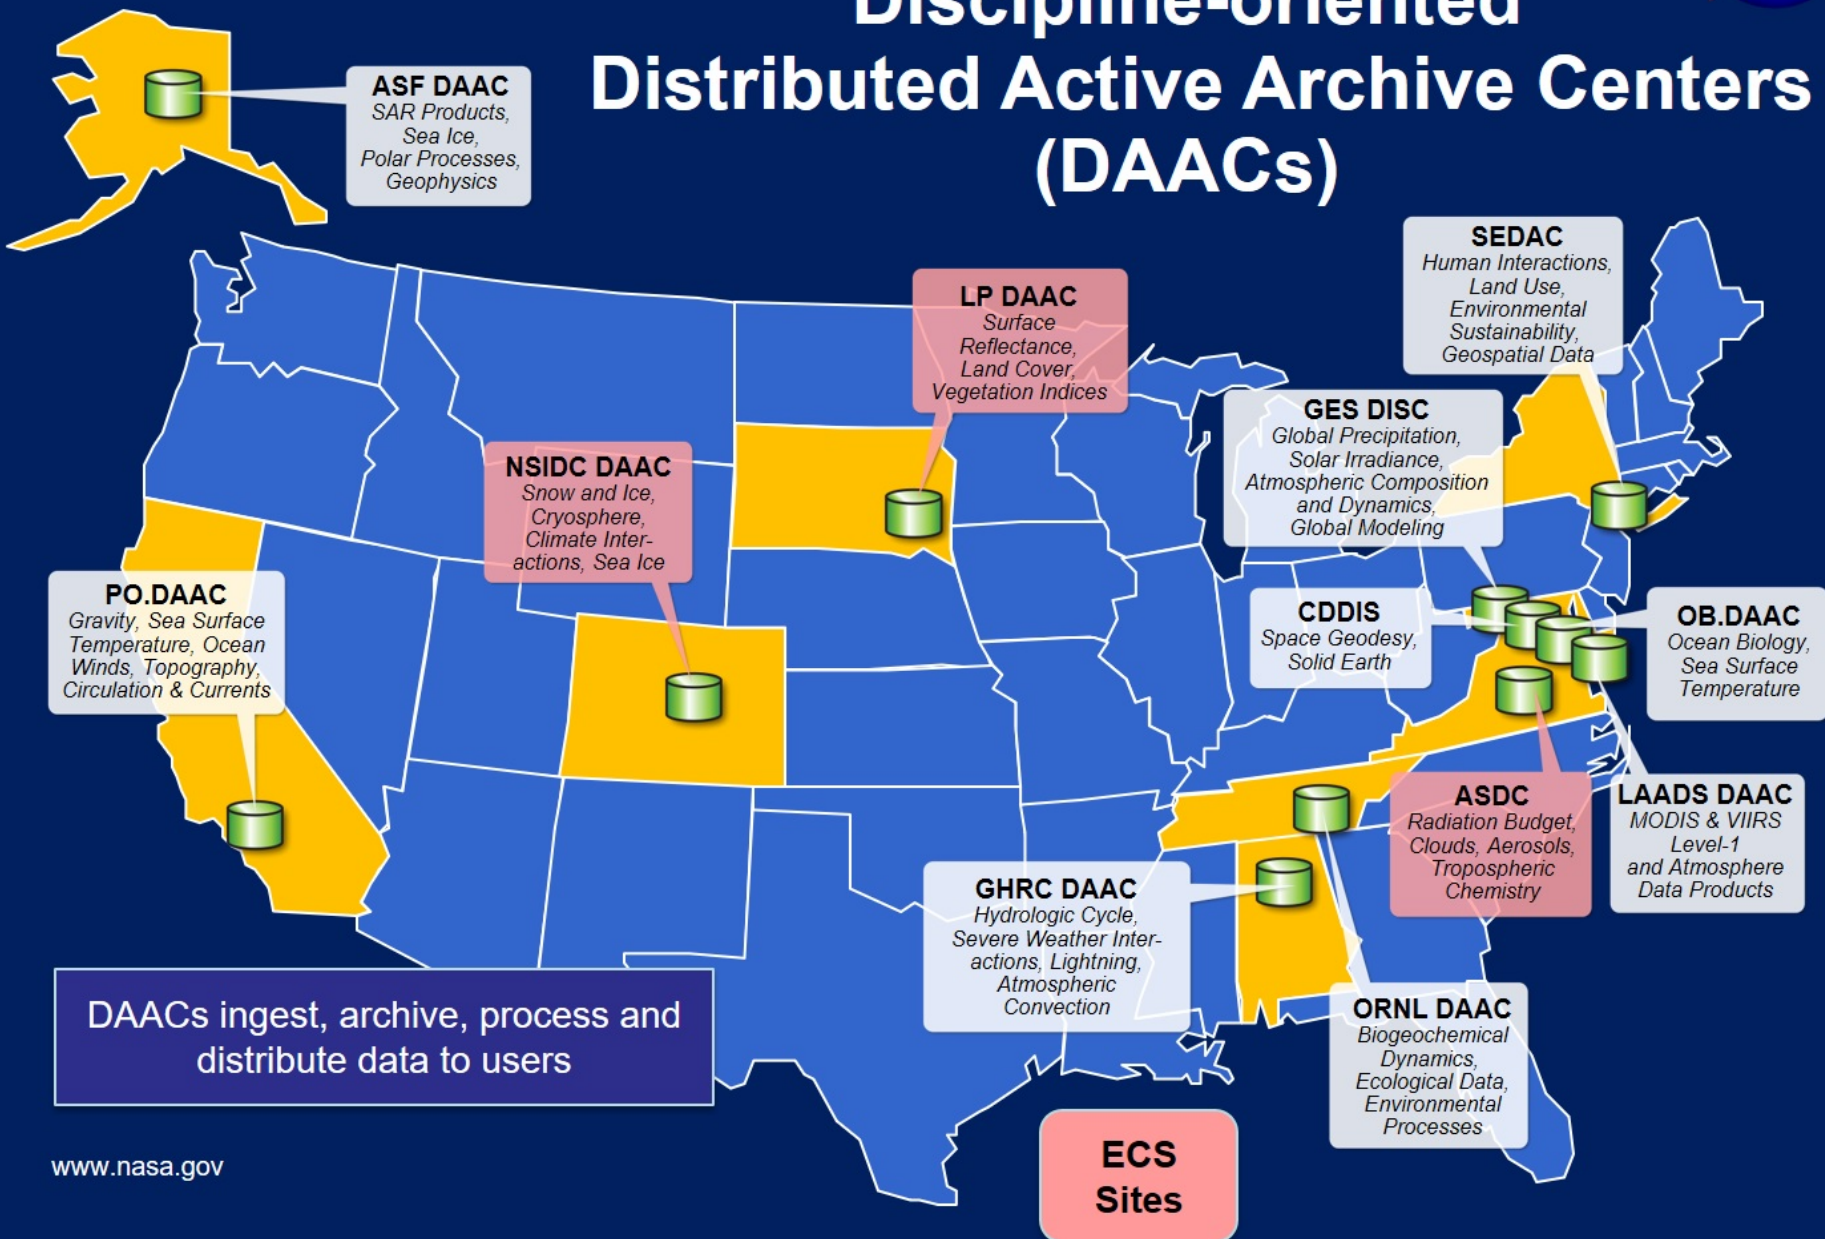 Discipline-oriented
Distributed Active Archive Centers
(DAACs)
ASF DAAC
SAR Products,
Sea Ice,
Polar Processes,
Geophysics
SEDAC
Human Interactions,
Land Use,
Environmental
Sustainability,
Geospatial Data
LP DAAC
Surface
Reflectance,
Land Cover,
Vegetation Indices
GES DISC
Global Precipitation,
Solar Irradiance,
Atmospheric Composition
and Dynamics,
Global Modeling
NSIDC DAAC
Snow and Ice,
Cryosphere,
Climate Inter-
actions, Sea Ice
PO.DAAC
Gravity, Sea Surface
Temperature, Ocean
Winds, Topography,
Circulation & Currents
CDDIS
Space Geodesy,
Solid Earth
OB.DAAC
Ocean Biology,
Sea Surface
Temperature
ASDC
Radiation Budget,
Clouds, Aerosols,
Tropospheric
Chemistry
LAADS DAAC
MODIS & VIIRS
Level-1
and Atmosphere
Data Products
GHRC DAAC
Hydrologic Cycle,
Severe Weather Inter-
actions, Lightning,
Atmospheric
Convection
ORNL DAAC
Biogeochemical
Dynamics,
Ecological Data,
Environmental
Processes
DAACs ingest, archive, process and
distribute data to users
ECS
Sites
www.nasa.gov